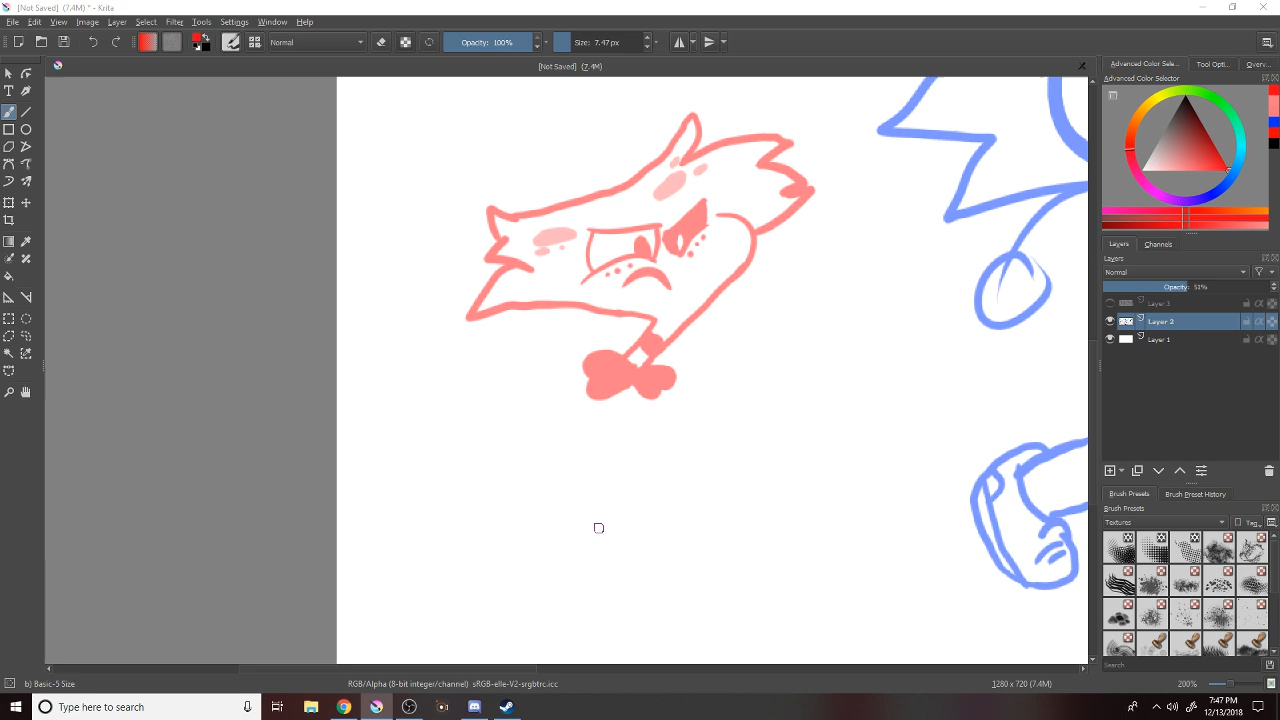 [Not Saved] (7.4M) * - Krita
File Edit View Image Layer Select Filter Tools Settings Window Help
Normal Opacity: 100% Size: 7.47 px
[Not Saved] (7.4M)
Advanced Color Sele... Tool Opti... Overv...
Advanced Color Selector
Layers Channels
Layers
Normal
Opacity: 51%
Layer 3
Layer 2
Layer 1
Brush Presets Brush Preset History
Brush Presets
Textures Tag
Search
b) Basic-5 Size RGB/Alpha (8-bit integer/channel) sRGB-elle-V2-srgbtrc.icc 1280 x 720 (7.4M) 200%
Type here to search
7:47 PM
12/13/2018